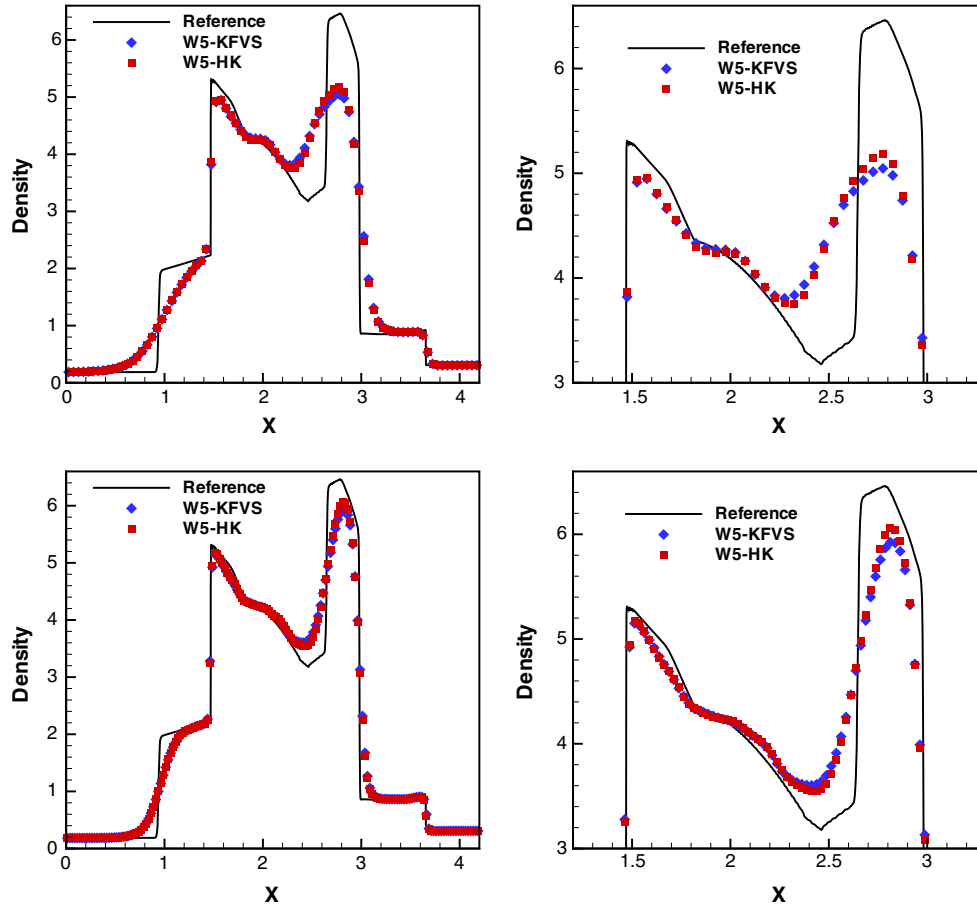 Reference
W5-KFVS
W5-HK
Density
6
5
4
3
2
1
0
0 1 2 3 4
X
Reference
W5-KFVS
W5-HK
Density
6
5
4
3
1.5 2 2.5 3
X
Reference
W5-KFVS
W5-HK
Density
6
5
4
3
2
1
0
0 1 2 3 4
X
Reference
W5-KFVS
W5-HK
Density
6
5
4
3
1.5 2 2.5 3
X